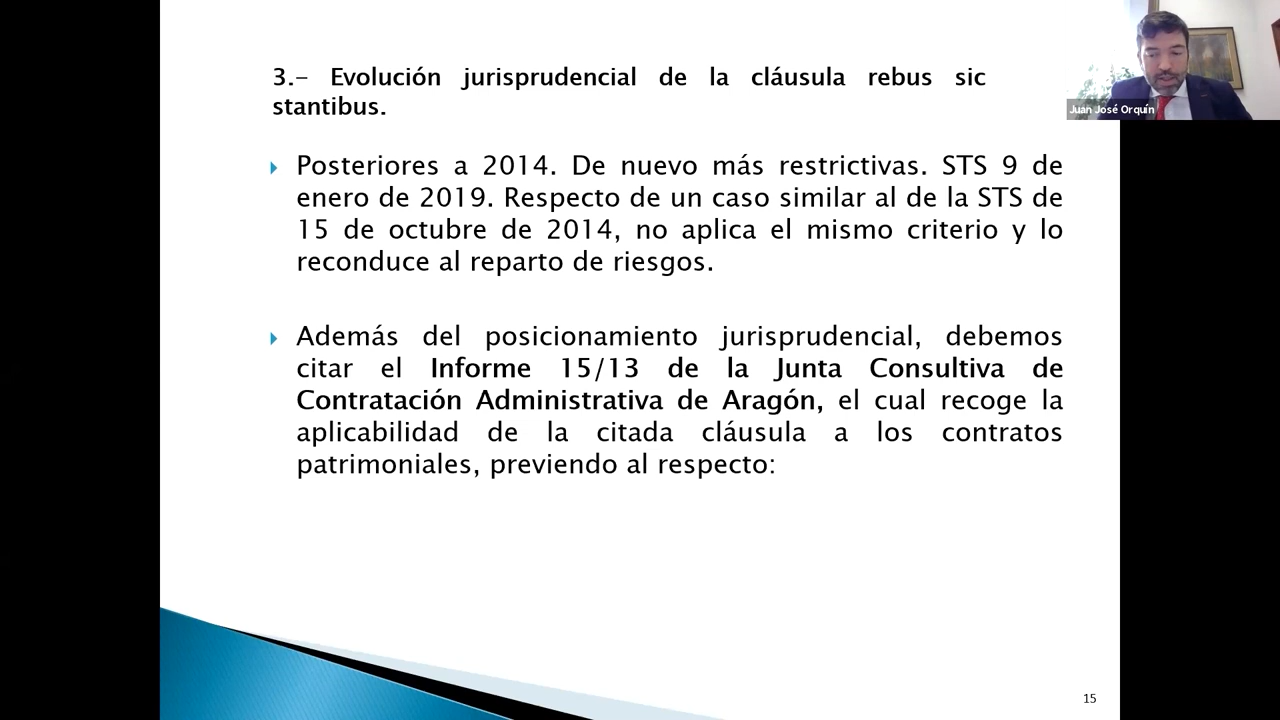 3.– Evolución jurisprudencial de la cláusula rebus sic
stantibus.
Juan José Orquín
Posteriores a 2014. De nuevo más restrictivas. STS 9 de
enero de 2019. Respecto de un caso similar al de la STS de
15 de octubre de 2014, no aplica el mismo criterio y lo
reconduce al reparto de riesgos.
Además del posicionamiento jurisprudencial, debemos
citar el Informe 15/13 de la Junta Consultiva de
Contratación Administrativa de Aragón, el cual recoge la
aplicabilidad de la citada cláusula a los contratos
patrimoniales, previendo al respecto:
15